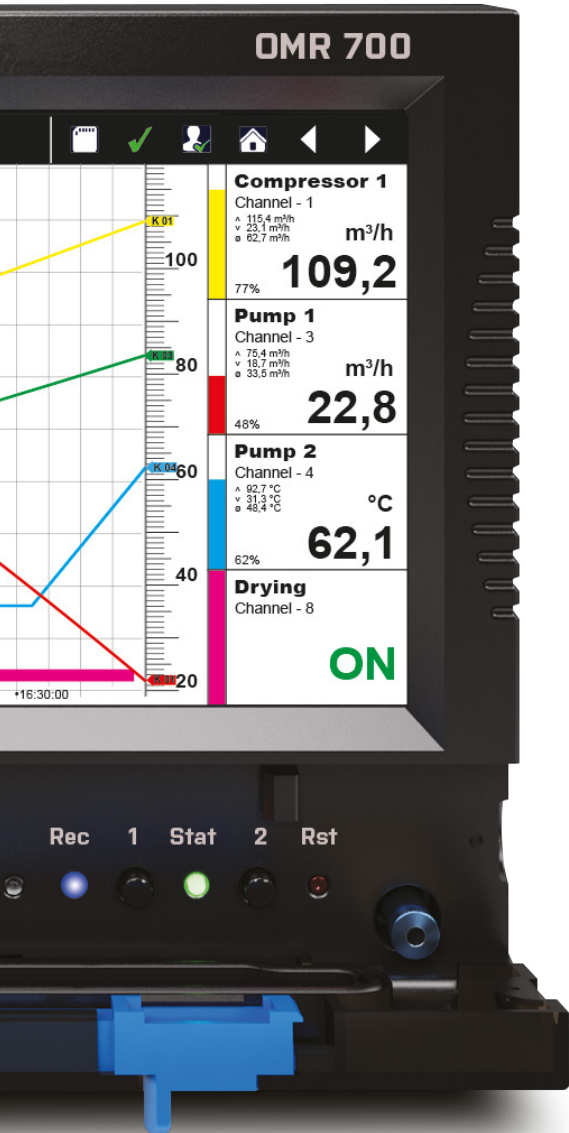 OMR 700
Compressor 1
Channel - 1
ʌ 115,4 m³/h
v 23,1 m³/h
ø 62,7 m³/h
m³/h
77%
109,2
Pump 1
Channel - 3
ʌ 75,4 m³/h
v 18,7 m³/h
ø 33,5 m³/h
m³/h
48%
22,8
Pump 2
Channel - 4
ʌ 92,7 °C
v 31,3 °C
ø 48,4 °C
°C
62%
62,1
Drying
Channel - 8
ON
K 01
100
K 03
80
K 04
60
40
20
16:30:00
Rec 1 Stat 2 Rst